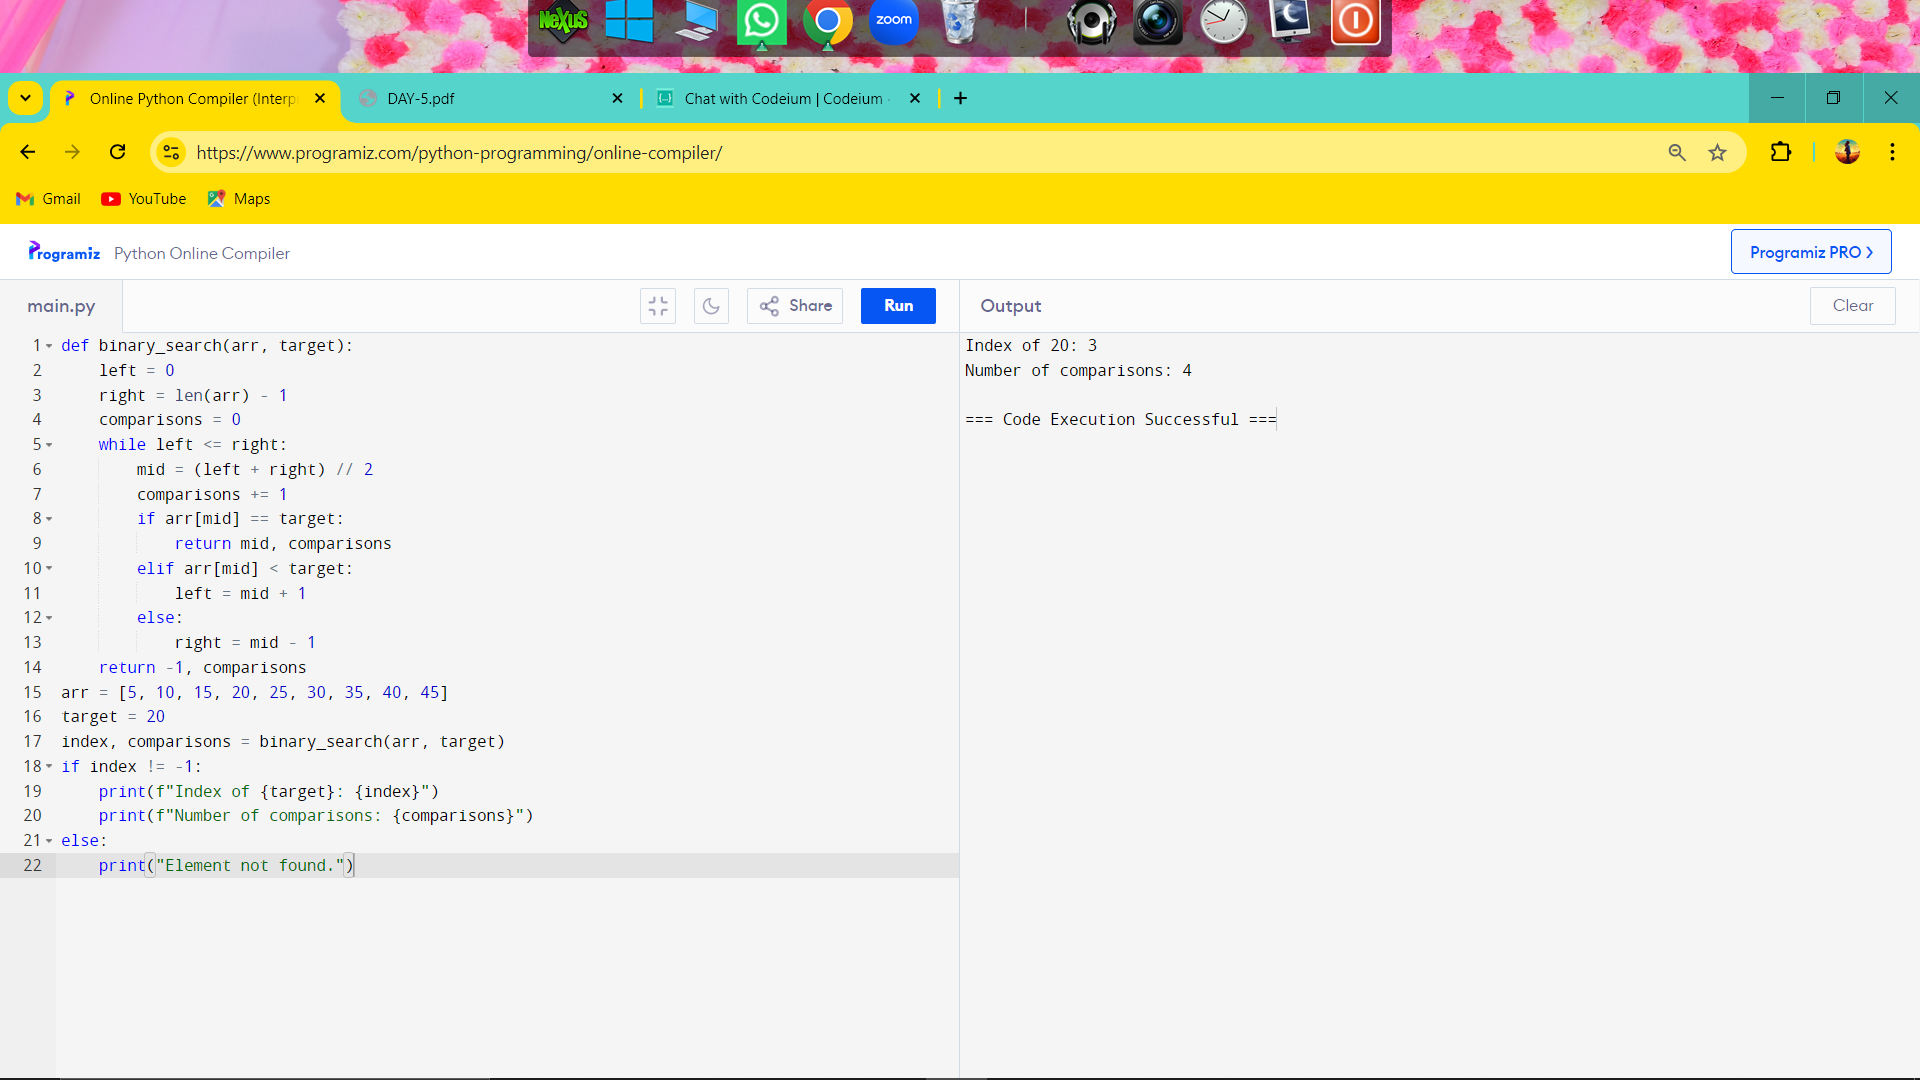 NeXuS
zoom
Online Python Compiler (Interp
DAY-5.pdf
Chat with Codeium | Codeium
https://www.programiz.com/python-programming/online-compiler/
Gmail
YouTube
Maps
Programiz
Python Online Compiler
Programiz PRO >
main.py
Share
Run
Output
Clear
1 def binary_search(arr, target):
2     left = 0
3     right = len(arr) - 1
4     comparisons = 0
5     while left <= right:
6         mid = (left + right) // 2
7         comparisons += 1
8         if arr[mid] == target:
9             return mid, comparisons
10         elif arr[mid] < target:
11             left = mid + 1
12         else:
13             right = mid - 1
14     return -1, comparisons
15 arr = [5, 10, 15, 20, 25, 30, 35, 40, 45]
16 target = 20
17 index, comparisons = binary_search(arr, target)
18 if index != -1:
19     print(f"Index of {target}: {index}")
20     print(f"Number of comparisons: {comparisons}")
21 else:
22     print("Element not found.")
Index of 20: 3
Number of comparisons: 4
=== Code Execution Successful ===